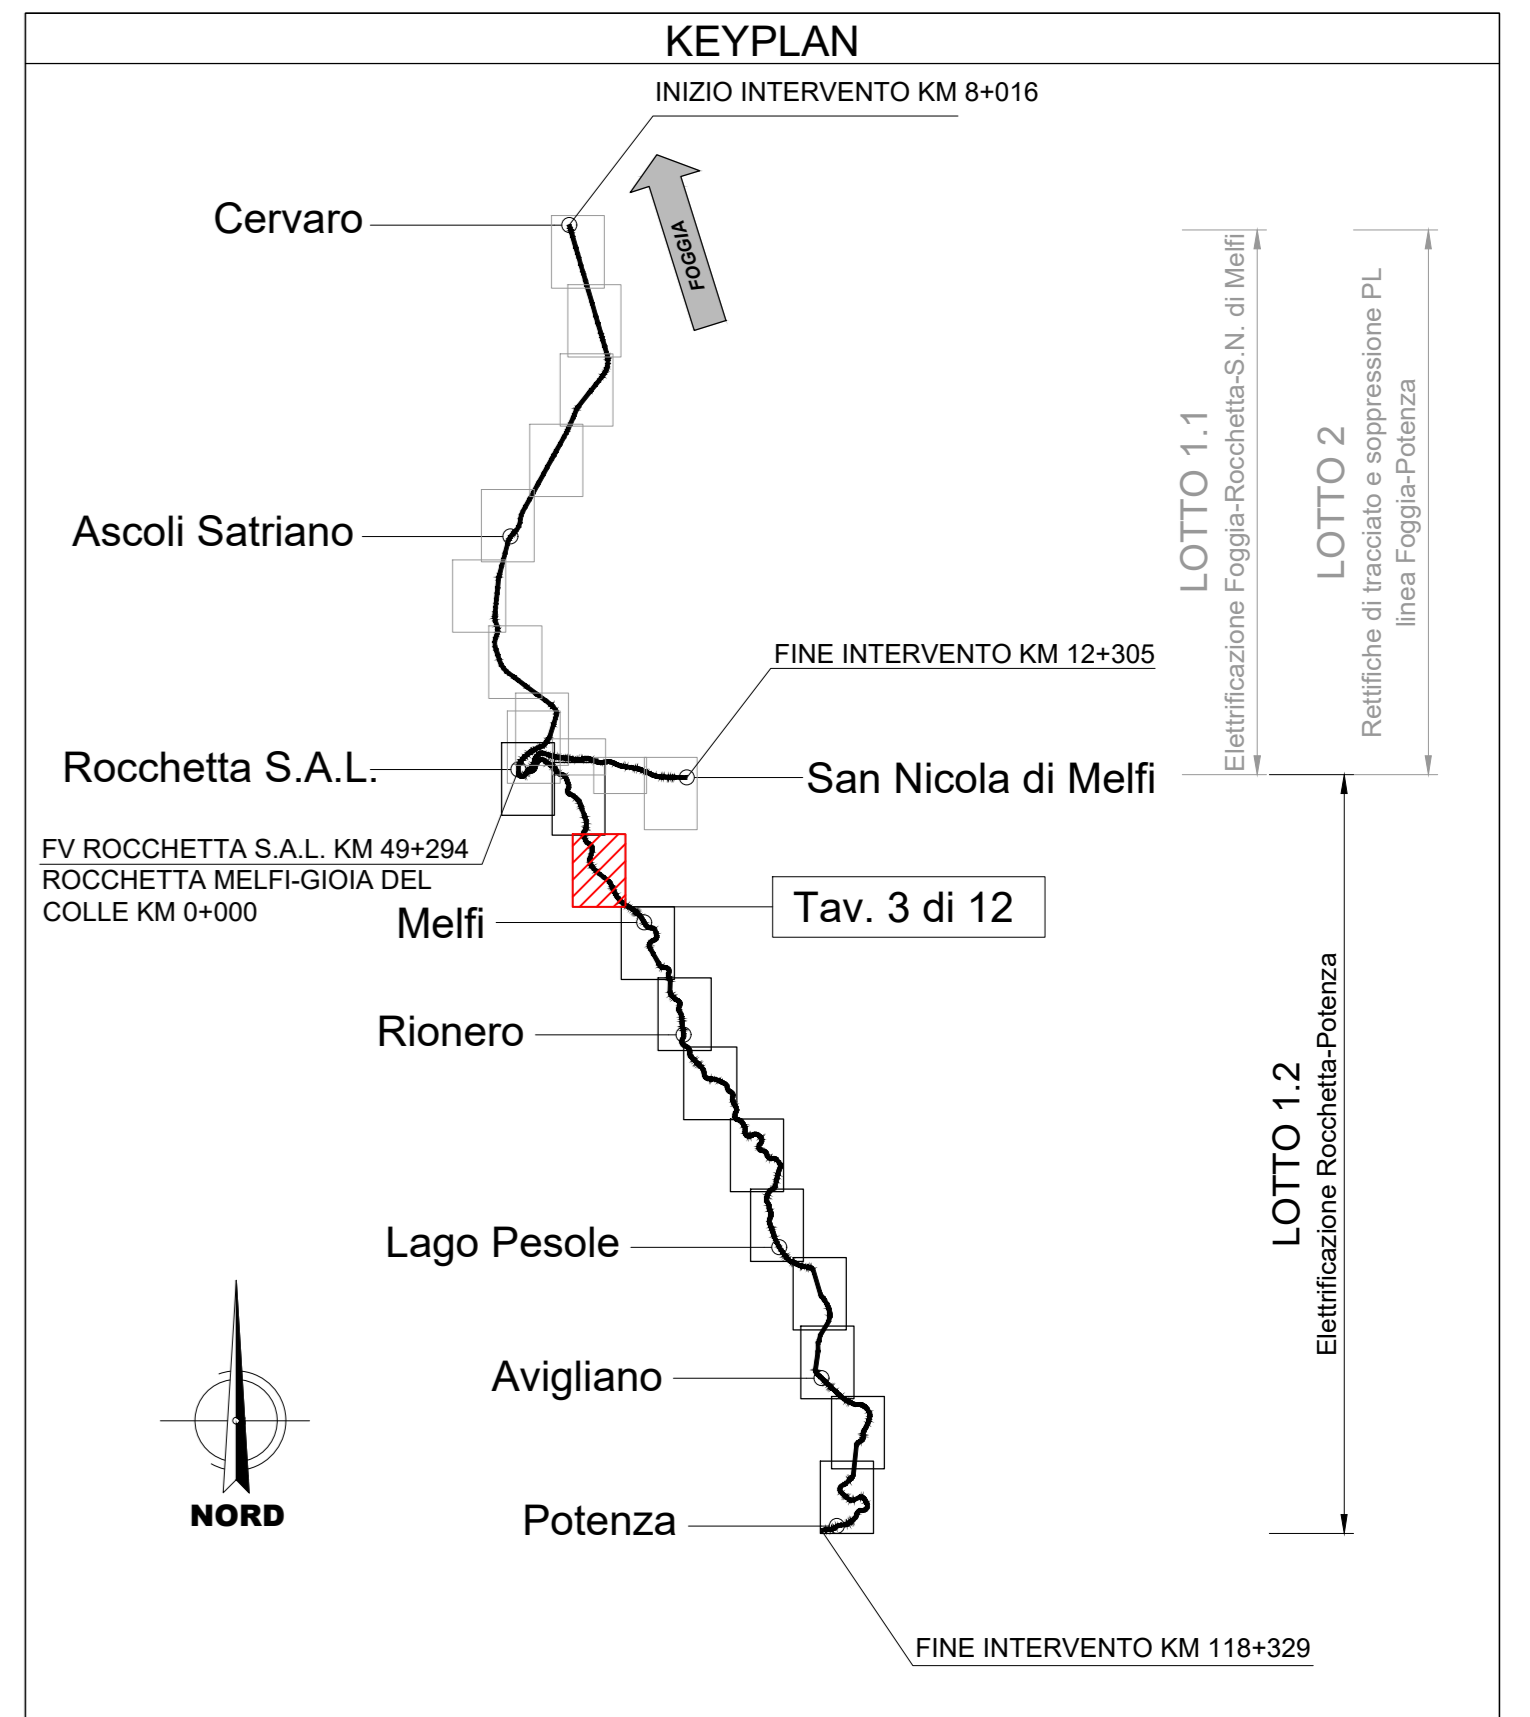 KEYPLAN
INIZIO INTERVENTO KM 8+016
FOGGIA
Cervaro
LOTTO 1.1
Elettrificazione Foggia-Rocchetta-S.N. di Melfi
LOTTO 2
Rettifiche di tracciato e soppressione PL
linea Foggia-Potenza
Ascoli Satriano
FINE INTERVENTO KM 12+305
Rocchetta S.A.L.
San Nicola di Melfi
FV ROCCHETTA S.A.L. KM 49+294
ROCCHETTA MELFI-GIOIA DEL
COLLE KM 0+000
Tav. 3 di 12
Melfi
Rionero
LOTTO 1.2
Elettrificazione Rocchetta-Potenza
Lago Pesole
Avigliano
NORD
Potenza
FINE INTERVENTO KM 118+329